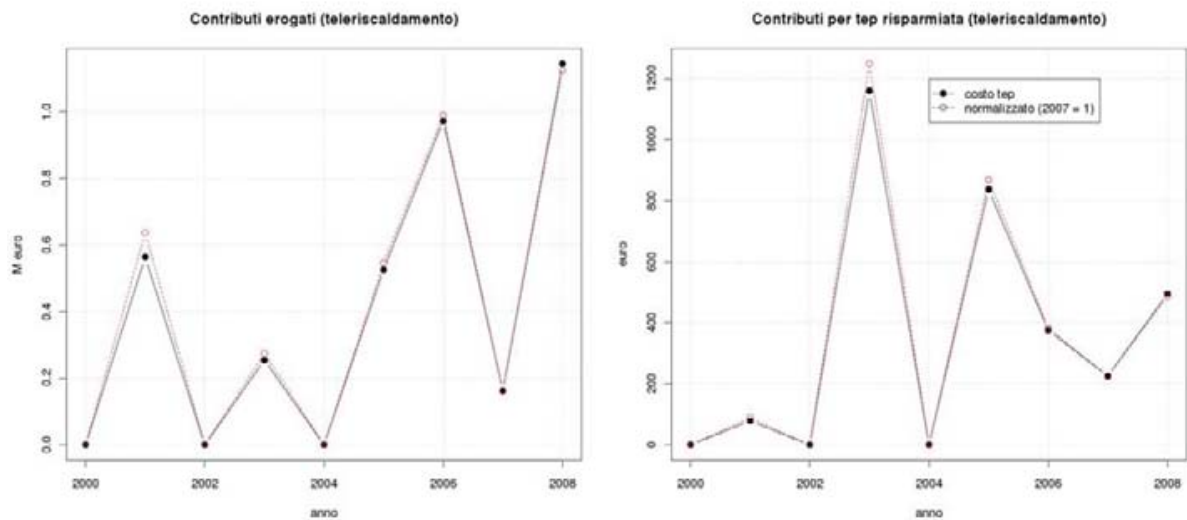 Contributi erogati (teleriscaldamento)
M euro
1.0
0.8
0.6
0.4
0.2
0.0
2000 2002 2004 2006 2008
anno
Contributi per tep risparmiata (teleriscaldamento)
euro
1200
1000
800
600
400
200
0
costo tep
normalizzato (2007 = 1)
2000 2002 2004 2006 2008
anno